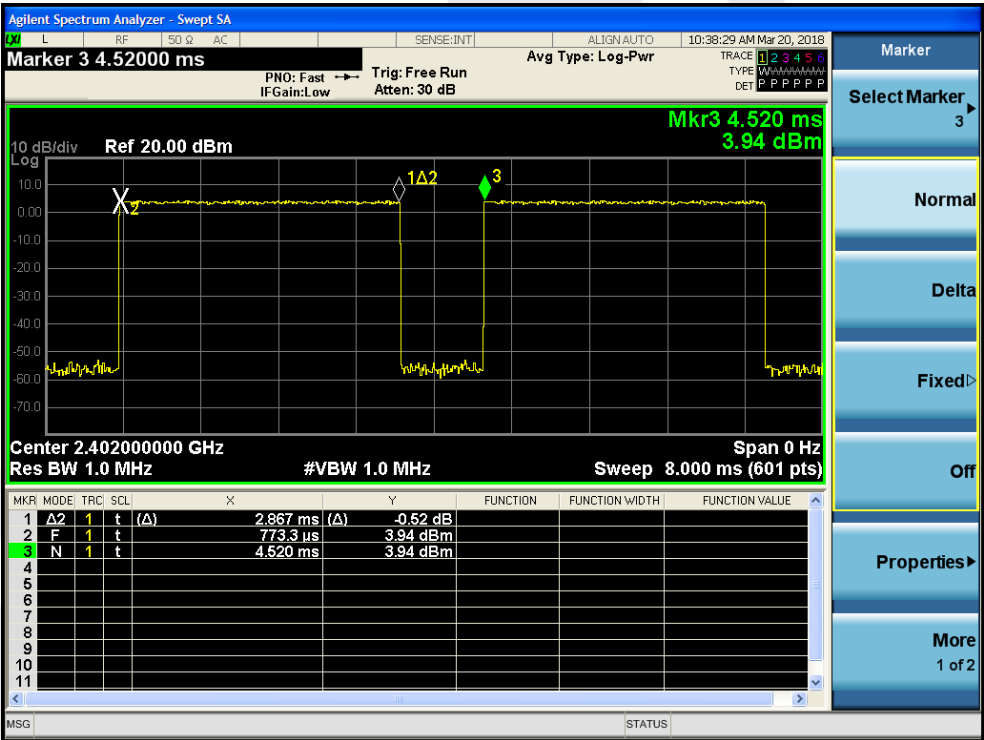 Agilent Spectrum Analyzer - Swept SA
LXI L RF 50 Ω AC SENSE:INT ALIGN AUTO 10:38:29 AM Mar 20, 2018
Marker 3 4.52000 ms
PNO: Fast
IFGain:Low
Trig: Free Run
Atten: 30 dB
Avg Type: Log-Pwr
TRACE 1 2 3 4 5 6
TYPE WWWWWW
DET P P P P P P
Mkr3 4.520 ms
3.94 dBm
10 dB/div Ref 20.00 dBm
Log
10.0
0.00
-10.0
-20.0
-30.0
-40.0
-50.0
-60.0
-70.0
2
1Δ2
3
Center 2.402000000 GHz Span 0 Hz
Res BW 1.0 MHz #VBW 1.0 MHz Sweep 8.000 ms (601 pts)
MKR MODE TRC SCL X Y FUNCTION FUNCTION WIDTH FUNCTION VALUE
1 Δ2 1 t (Δ) 2.867 ms (Δ) -0.52 dB
2 F 1 t 773.3 µs 3.94 dBm
3 N 1 t 4.520 ms 3.94 dBm
4
5
6
7
8
9
10
11
MSG STATUS
Marker
Select Marker
3
Normal
Delta
Fixed
Off
Properties
More
1 of 2